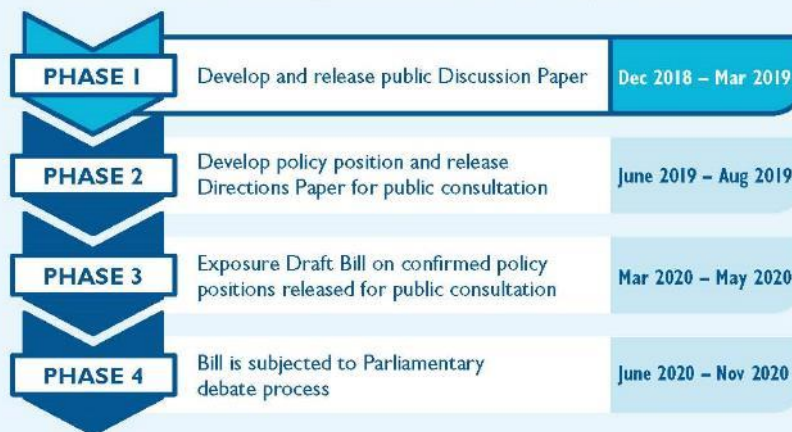 PHASE 1
Develop and release public Discussion Paper
Dec 2018 – Mar 2019
PHASE 2
Develop policy position and release
Directions Paper for public consultation
June 2019 – Aug 2019
PHASE 3
Exposure Draft Bill on confirmed policy
positions released for public consultation
Mar 2020 – May 2020
PHASE 4
Bill is subjected to Parliamentary
debate process
June 2020 – Nov 2020